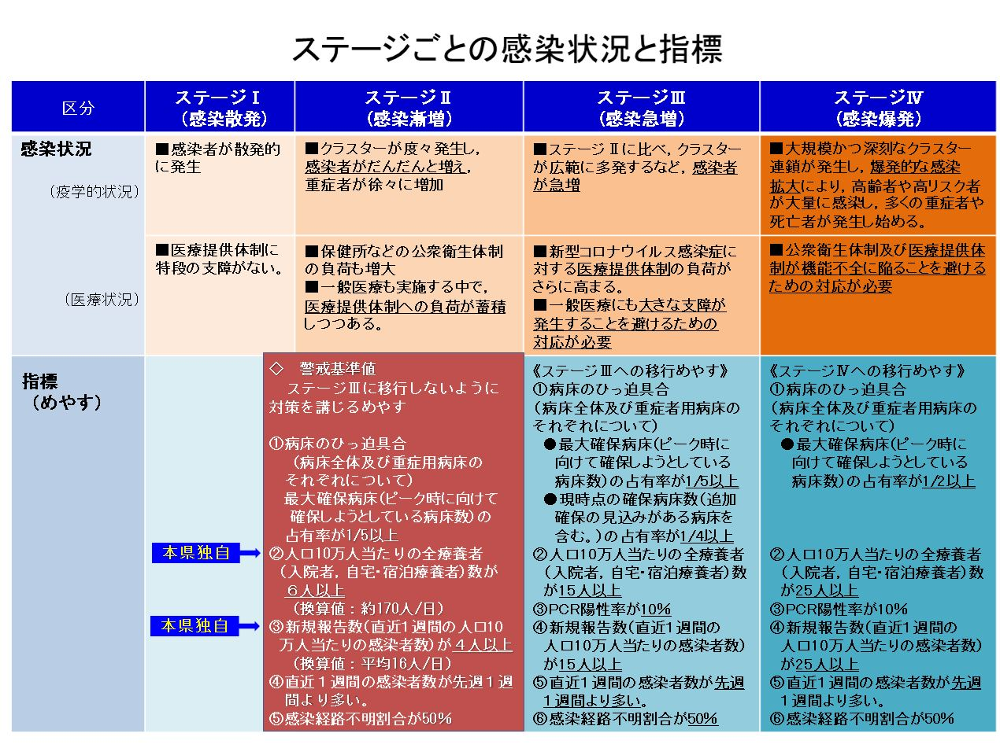 ステージごとの感染状況と指標
区分
ステージⅠ
（感染散発）
ステージⅡ
（感染漸増）
ステージⅢ
（感染急増）
ステージⅣ
（感染爆発）
感染状況
（疫学的状況）
■感染者が散発的
に発生
■クラスターが度々発生し，
感染者がだんだんと増え，
重症者が徐々に増加
■ステージⅡに比べ，クラスター
が広範に多発するなど，感染者
が急増
■大規模かつ深刻なクラスター
連鎖が発生し，爆発的な感染
拡大により，高齢者や高リスク者
が大量に感染し，多くの重症者や
死亡者が発生し始める。
（医療状況）
■医療提供体制に
特段の支障がない。
■保健所などの公衆衛生体制
の負荷も増大
■一般医療も実施する中で，
医療提供体制への負荷が蓄積
しつつある。
■新型コロナウイルス感染症に
対する医療提供体制の負荷が
さらに高まる。
■一般医療にも大きな支障が
発生することを避けるための
対応が必要
■公衆衛生体制及び医療提供体
制が機能不全に陥ることを避ける
ための対応が必要
指標
（めやす）
本県独自
本県独自
◇　警戒基準値
ステージⅢに移行しないように
対策を講じるめやす
①病床のひっ迫具合
（病床全体及び重症用病床の
それぞれについて）
最大確保病床（ピーク時に向けて
確保しようとしている病床数）の
占有率が1/5以上
②人口10万人当たりの全療養者
（入院者，自宅・宿泊療養者）数が
６人以上
（換算値：約170人/日）
③新規報告数（直近１週間の人口10
万人当たりの感染者数）が４人以上
（換算値：平均16人/日）
④直近１週間の感染者数が先週１週
間より多い。
⑤感染経路不明割合が50%
《ステージⅢへの移行めやす》
①病床のひっ迫具合
（病床全体及び重症者用病床の
それぞれについて）
●最大確保病床（ピーク時に
向けて確保しようとしている
病床数）の占有率が1/5以上
●現時点の確保病床数（追加
確保の見込みがある病床を
含む。）の占有率が1/4以上
②人口10万人当たりの全療養者
（入院者，自宅・宿泊療養者）数
が15人以上
③PCR陽性率が10%
④新規報告数（直近１週間の
人口10万人当たりの感染者数）
が15人以上
⑤直近１週間の感染者数が先週
１週間より多い。
⑥感染経路不明割合が50%
《ステージⅣへの移行めやす》
①病床のひっ迫具合
（病床全体及び重症者用病床の
それぞれについて）
●最大確保病床（ピーク時に
向けて確保しようとしている
病床数）の占有率が1/2以上
②人口10万人当たりの全療養者
（入院者，自宅・宿泊療養者）数
が25人以上
③PCR陽性率が10%
④新規報告数（直近１週間の
人口10万人当たりの感染者数）
が25人以上
⑤直近１週間の感染者数が先週
１週間より多い。
⑥感染経路不明割合が50%